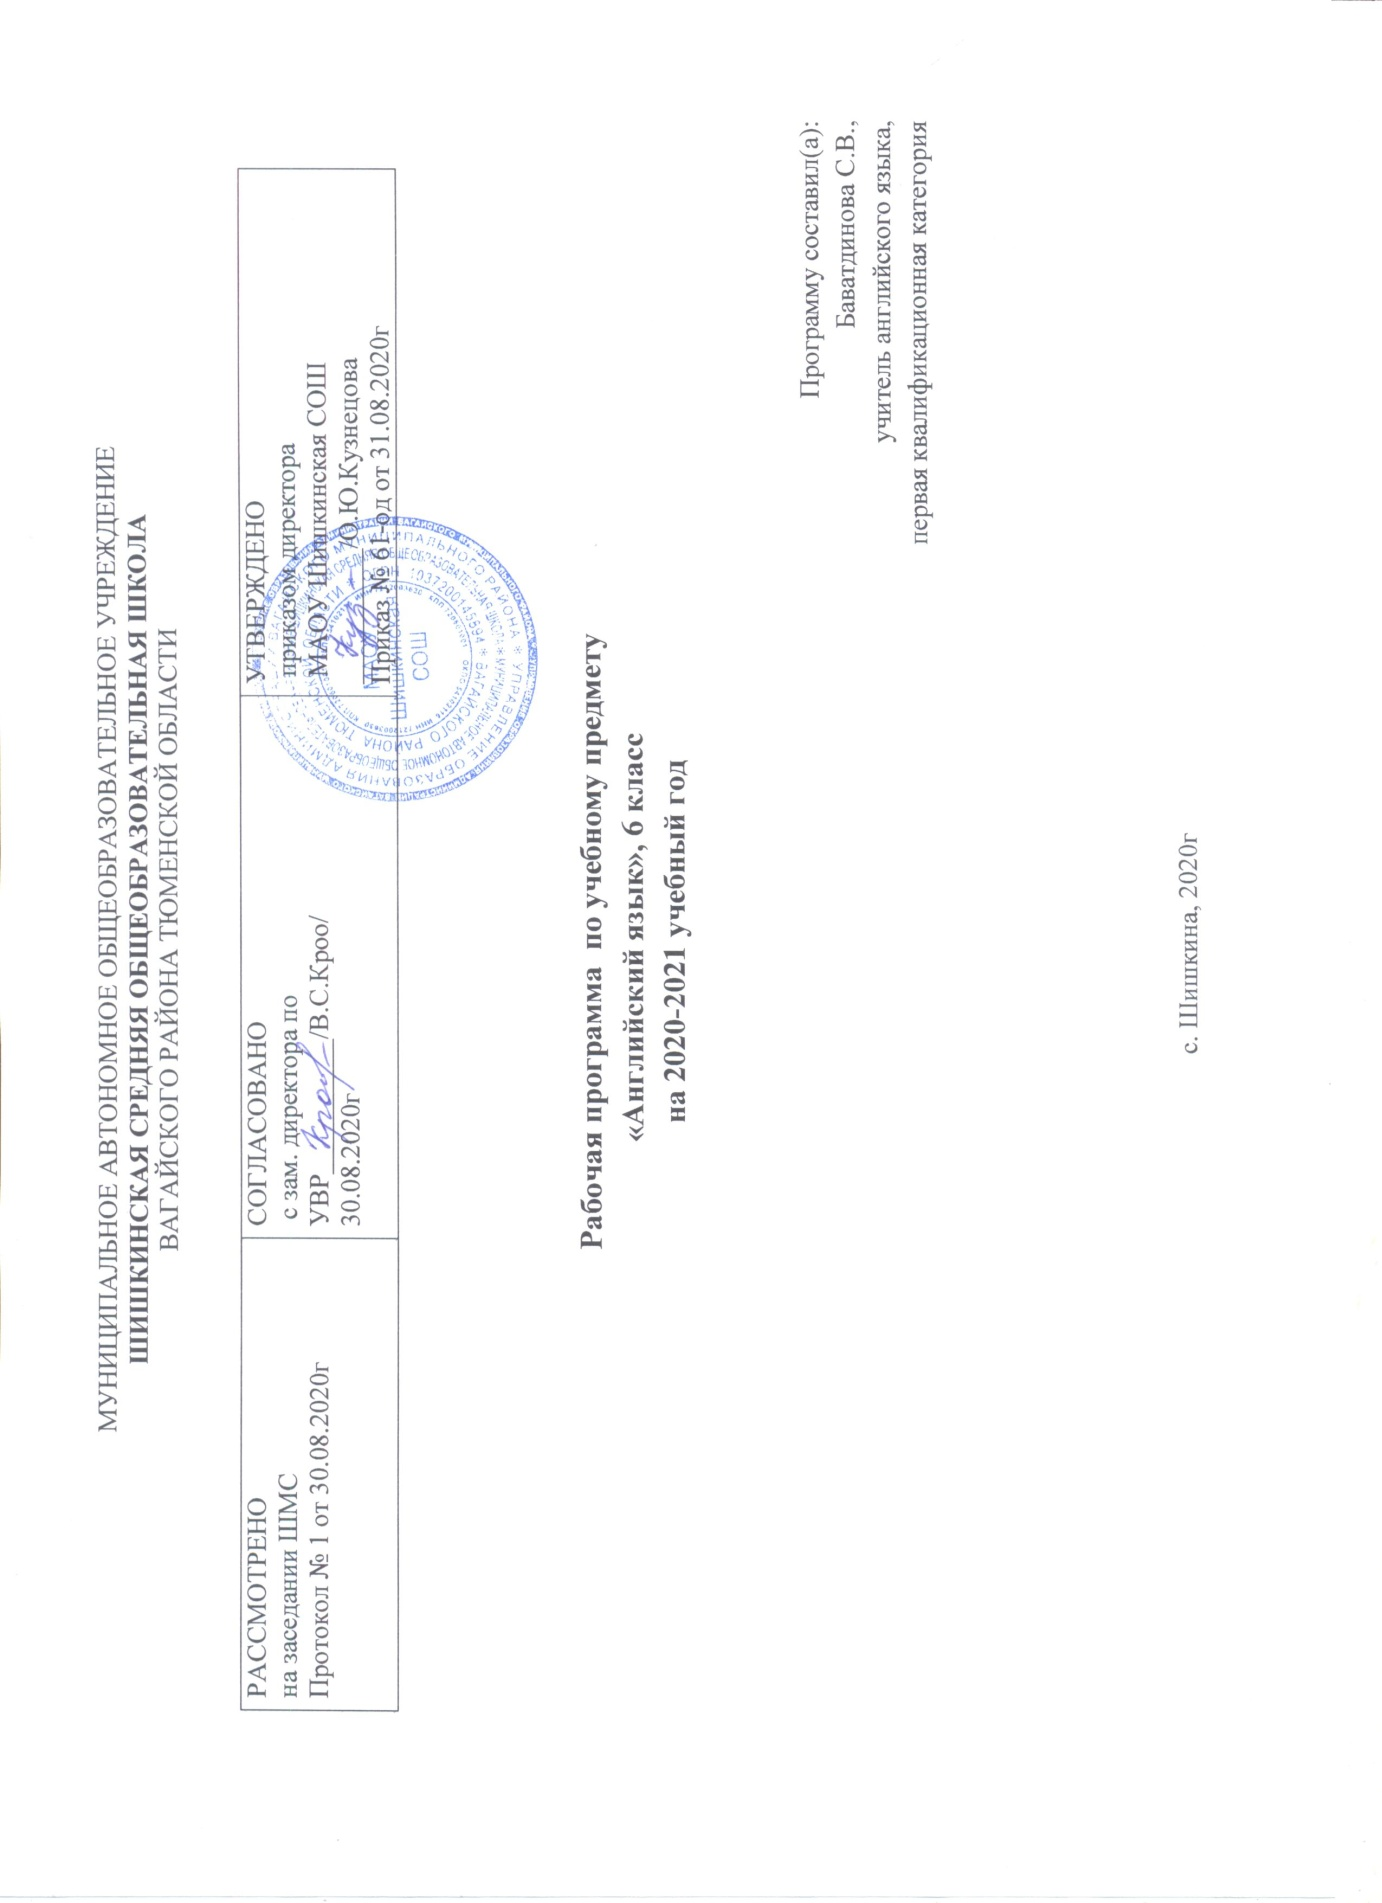 МУНИЦИПАЛЬНОЕ АВТОНОМНОЕ ОБЩЕОБРАЗОВАТЕЛЬНОЕ УЧРЕЖДЕНИЕ
ШИШКИНСКАЯ СРЕДНЯЯ ОБЩЕОБРАЗОВАТЕЛЬНАЯ ШКОЛА
ВАГАЙСКОГО РАЙОНА ТЮМЕНСКОЙ ОБЛАСТИ
РАССМОТРЕНО
на заседании ШМС
Протокол № 1 от 30.08.2020г
СОГЛАСОВАНО
с зам. директора по
УВР /В.С.Кроо/
30.08.2020г
УТВЕРЖДЕНО
приказом директора
МАОУ Шишкинская СОШ
/Ю.Ю.Кузнецова
Приказ № 61-од от 31.08.2020г
МАОУ
ШИШКИНСКАЯ
СОШ
Рабочая программа по учебному предмету
«Английский язык», 6 класс
на 2020-2021 учебный год
Программу составил(а):
Баватдинова С.В.,
учитель английского языка,
первая квалификационная категория
с. Шишкина, 2020г